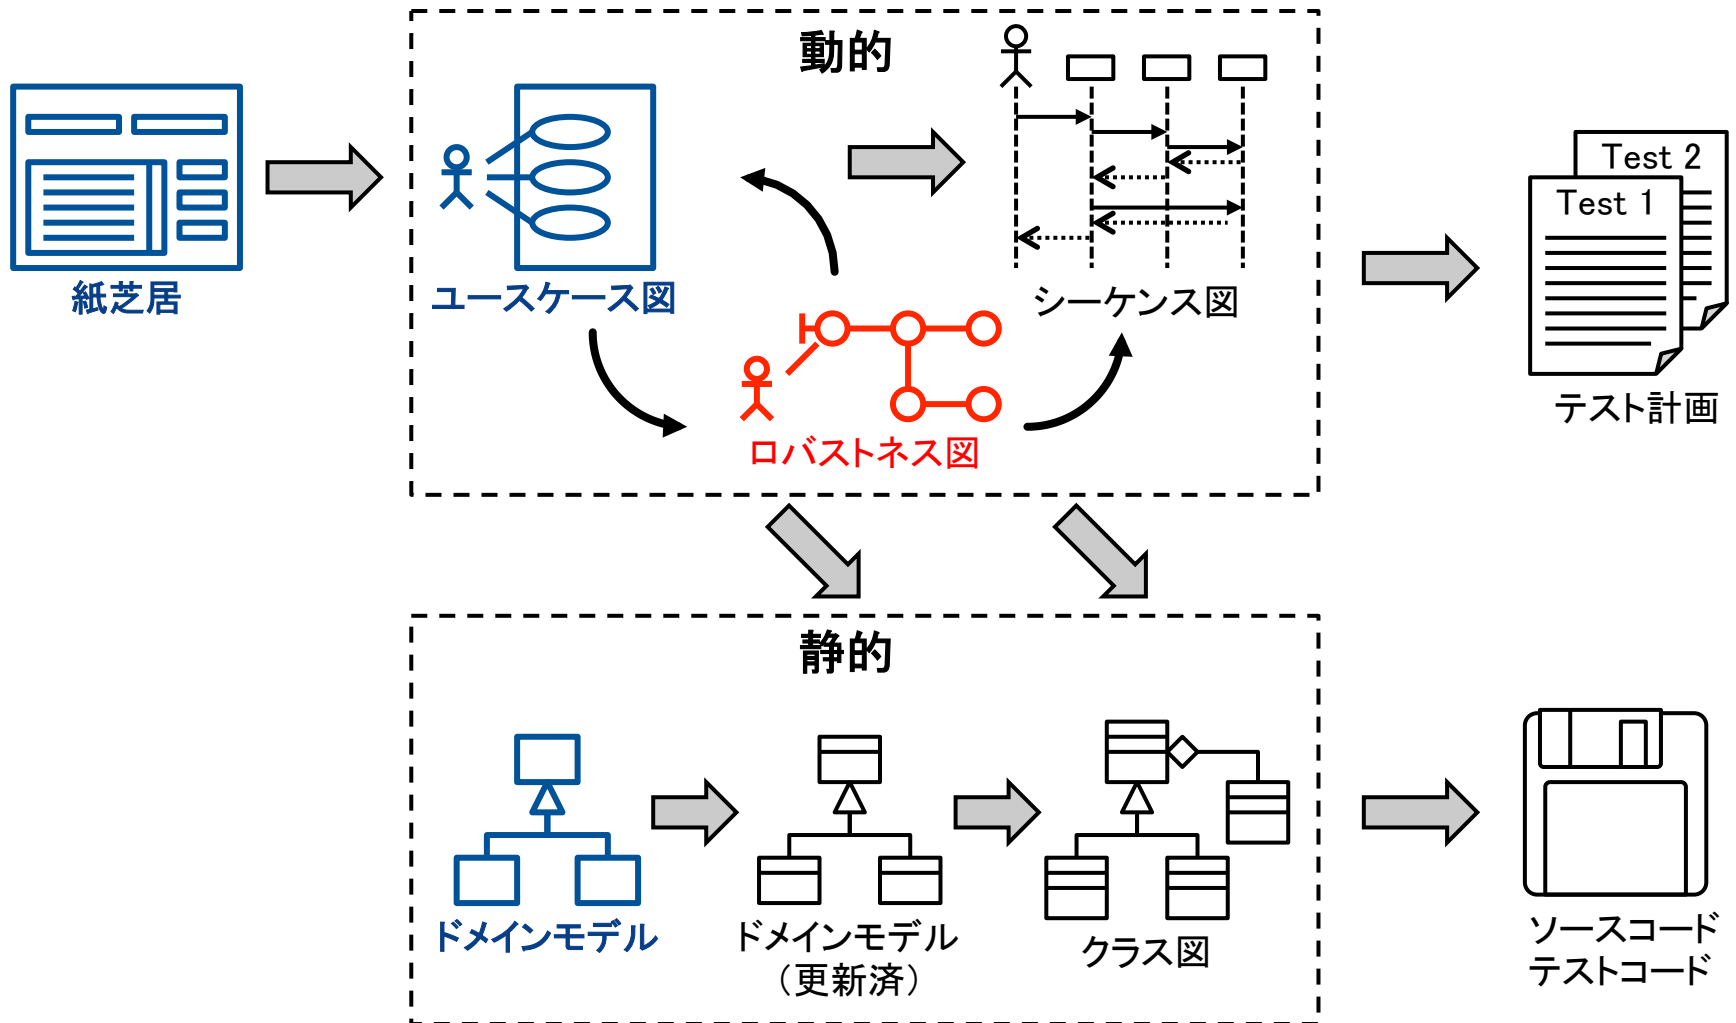 動的
紙芝居
ユースケース図
シーケンス図
ロバストネス図
Test 2
Test 1
テスト計画
静的
ドメインモデル
ドメインモデル
（更新済）
クラス図
ソースコード
テストコード